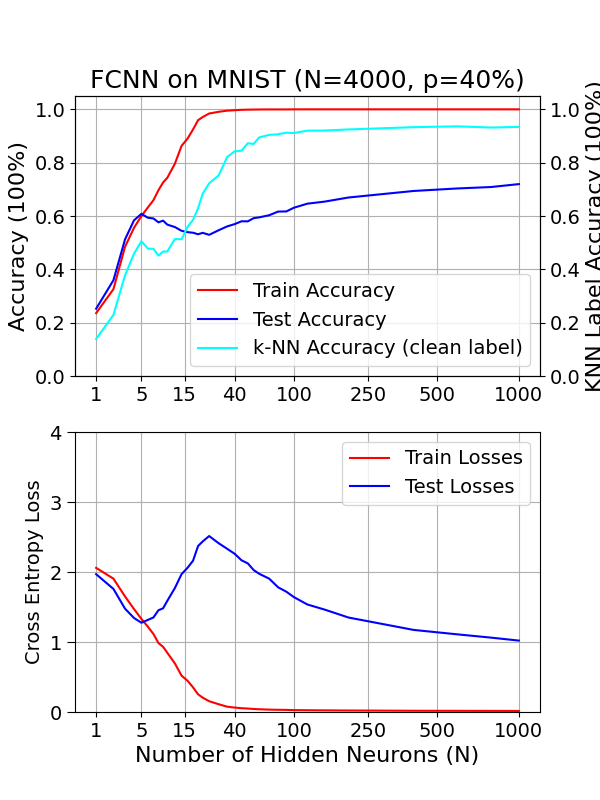 FCNN on MNIST (N=4000, p=40%)
Accuracy (100%)
1.0
0.8
0.6
0.4
0.2
0.0
1.0
0.8
0.6
0.4
0.2
0.0
KNN Label Accuracy (100%)
Train Accuracy
Test Accuracy
k-NN Accuracy (clean label)
1 5 15 40 100 250 500 1000
Cross Entropy Loss
4
3
2
1
0
Train Losses
Test Losses
1 5 15 40 100 250 500 1000
Number of Hidden Neurons (N)